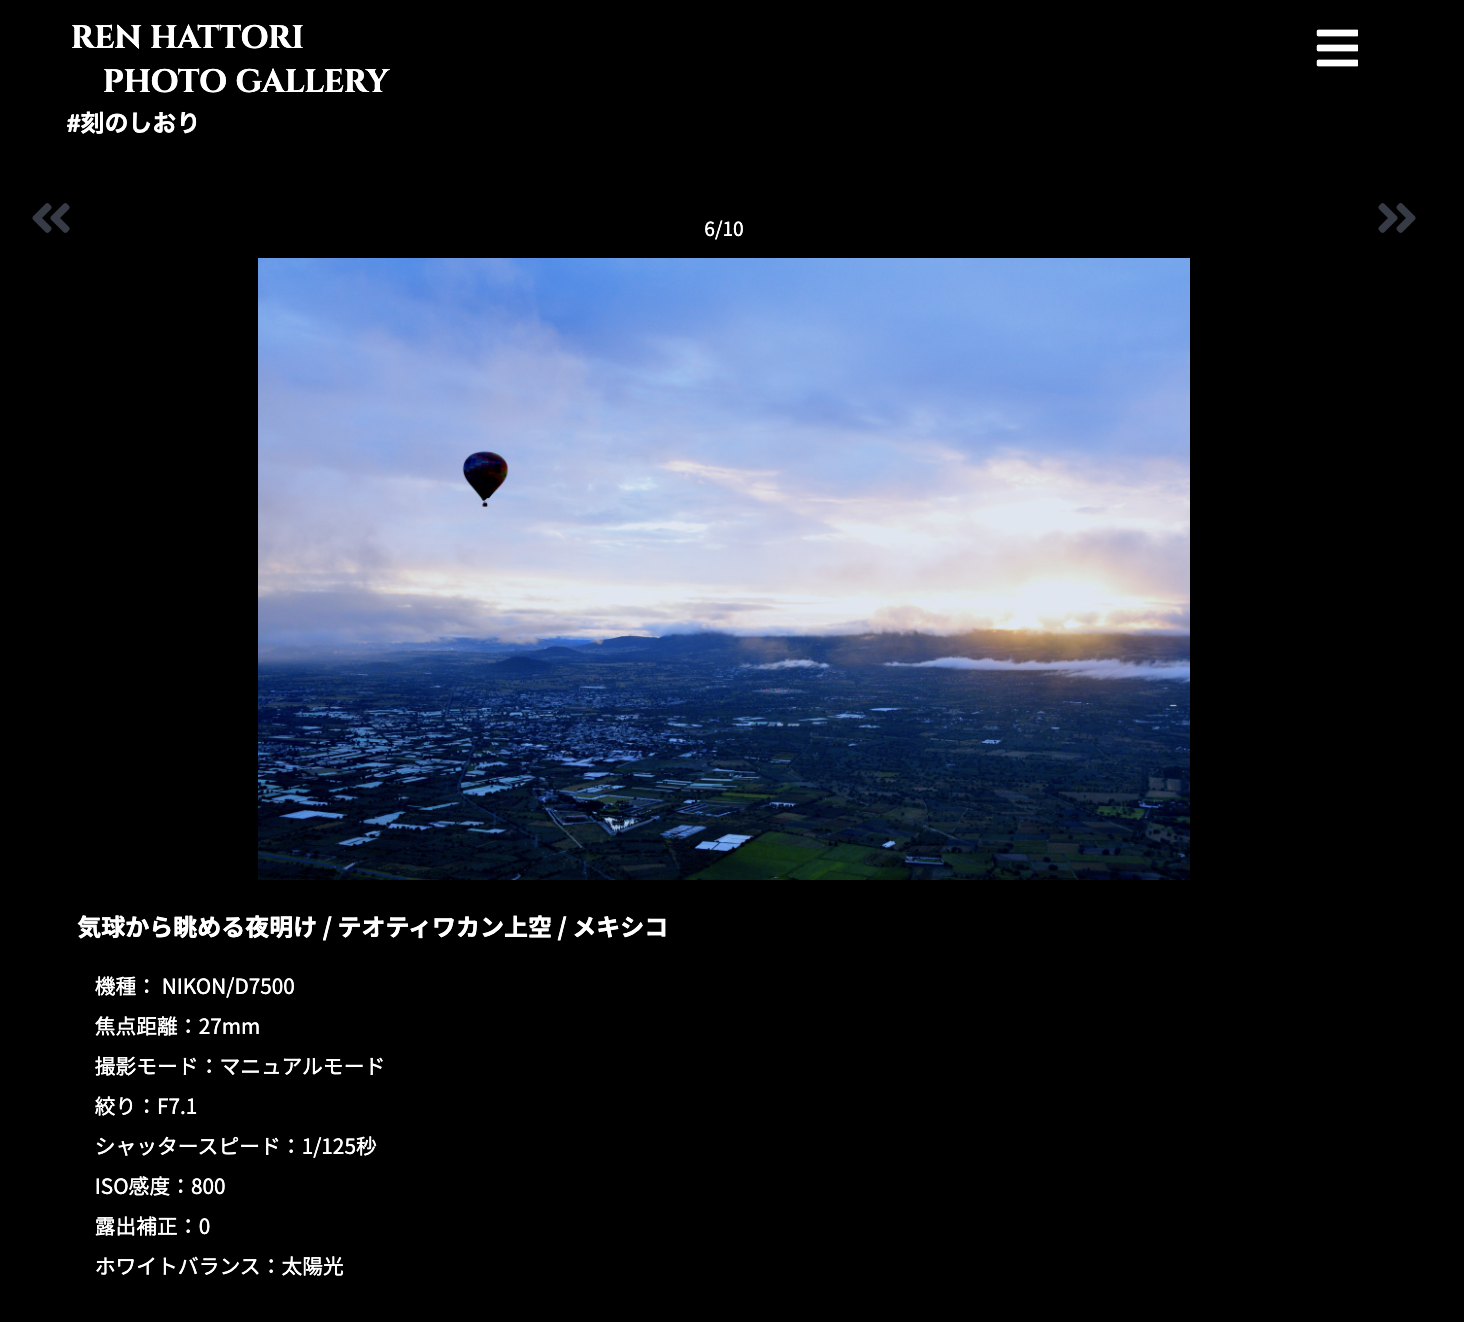 REN HATTORI
PHOTO GALLERY
#刻のしおり
6/10
気球から眺める夜明け / テオティワカン上空 / メキシコ
機種： NIKON/D7500
焦点距離：27mm
撮影モード：マニュアルモード
絞り：F7.1
シャッタースピード：1/125秒
ISO感度：800
露出補正：0
ホワイトバランス：太陽光